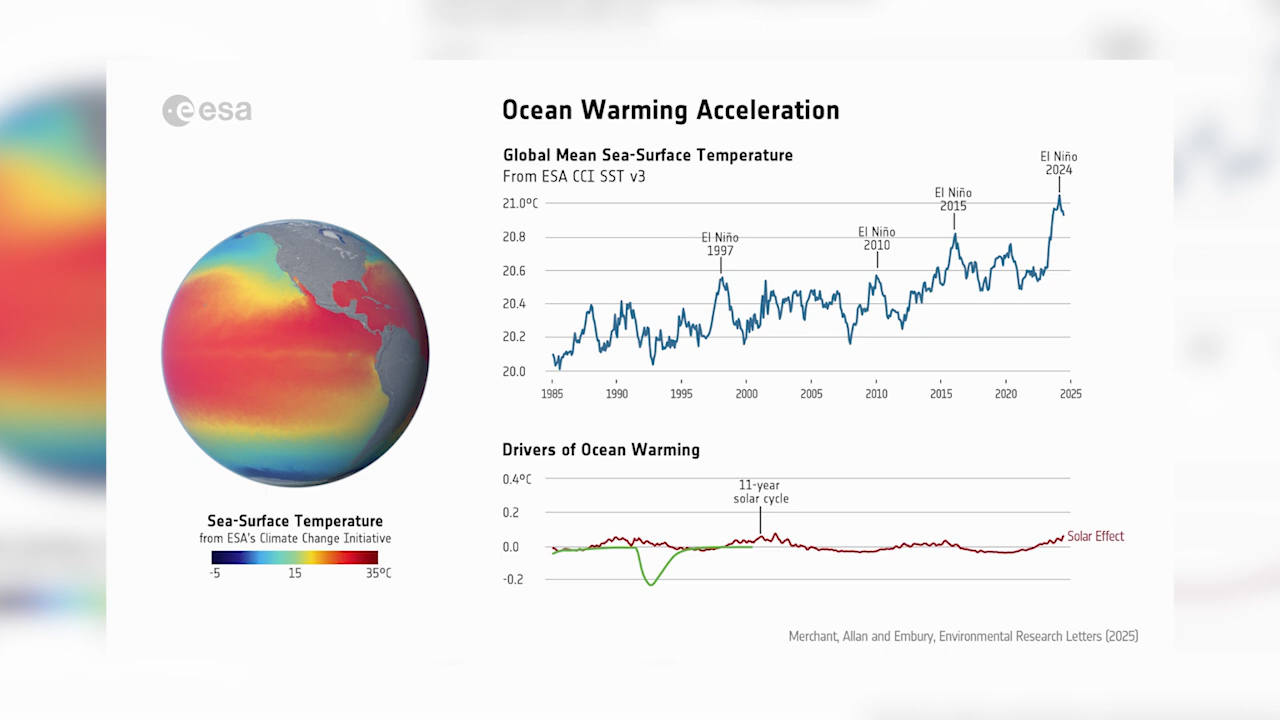 esa
Ocean Warming Acceleration
Global Mean Sea-Surface Temperature
From ESA CCI SST v3
El Niño
2024
El Niño
2015
El Niño
2010
El Niño
1997
21.0ºC
20.8
20.6
20.4
20.2
20.0
1985 1990 1995 2000 2005 2010 2015 2020 2025
Sea-Surface Temperature
from ESA's Climate Change Initiative
-5 15 35ºC
Drivers of Ocean Warming
0.4ºC
0.2
0.0
-0.2
11-year
solar cycle
Solar Effect
Merchant, Allan and Embury, Environmental Research Letters (2025)